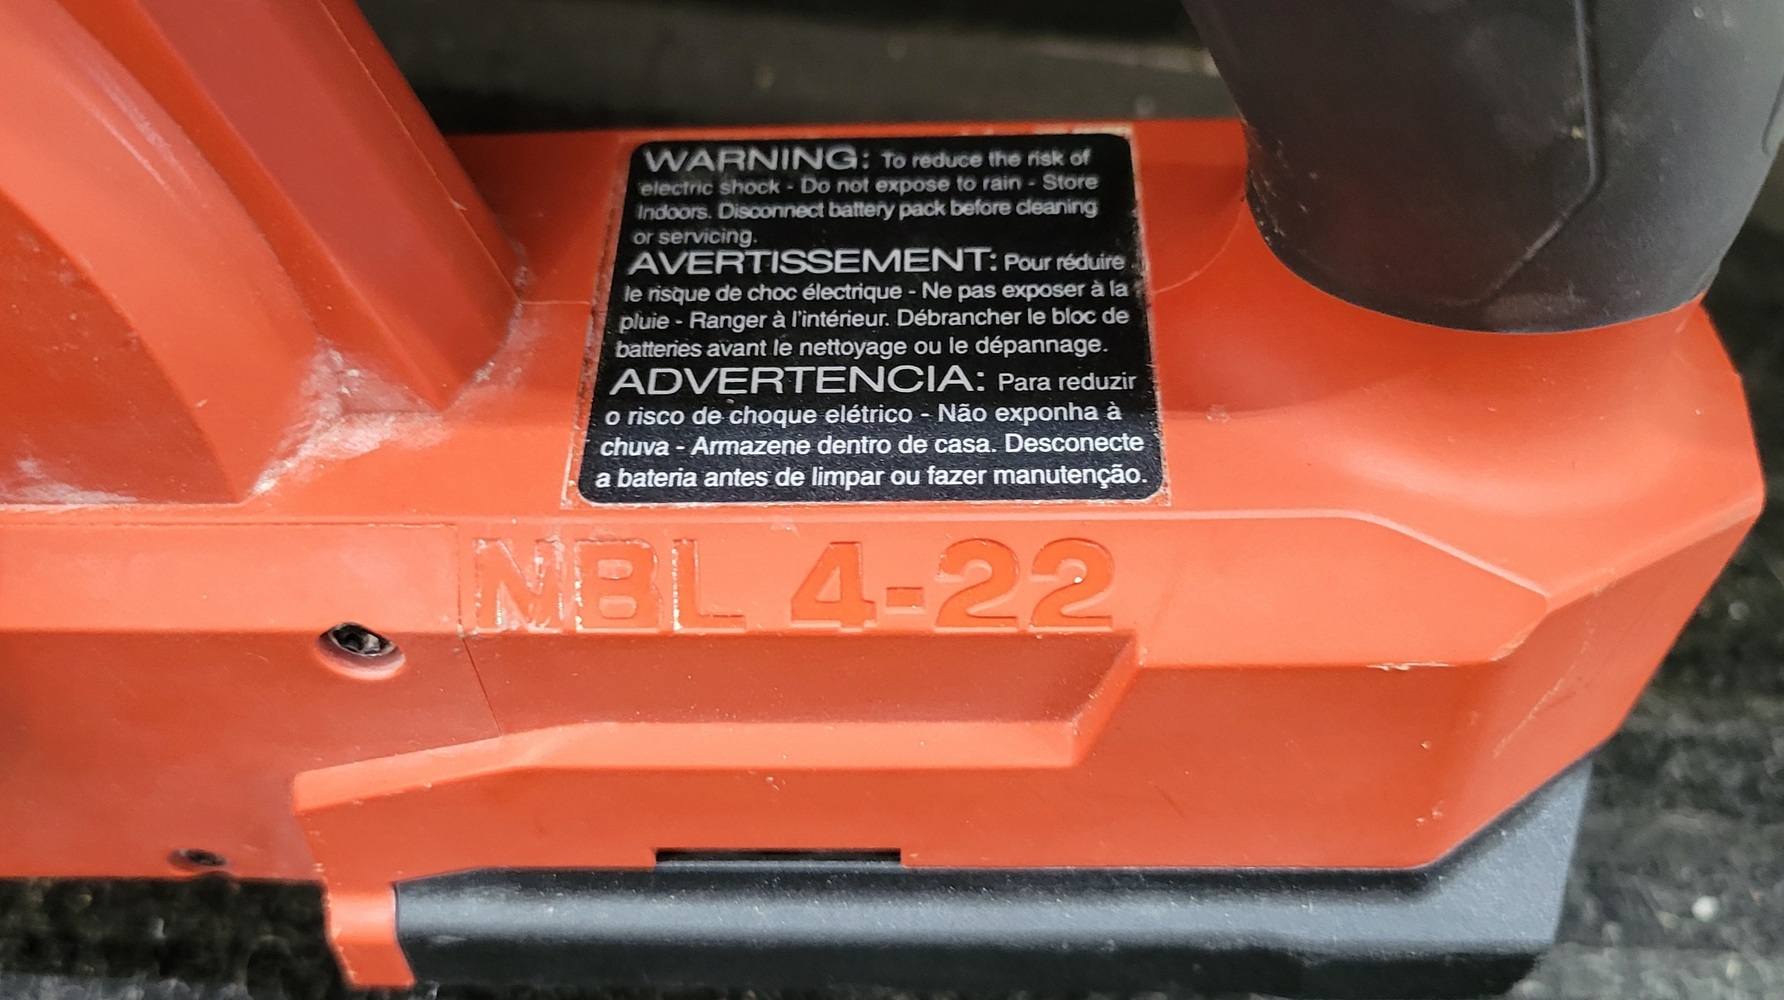 WARNING: To reduce the risk of
electric shock - Do not expose to rain - Store
Indoors. Disconnect battery pack before cleaning
or servicing.
AVERTISSEMENT: Pour réduire
le risque de choc électrique - Ne pas exposer à la
pluie - Ranger à l'intérieur. Débrancher le bloc de
batteries avant le nettoyage ou le dépannage.
ADVERTENCIA: Para reduzir
o risco de choque elétrico - Não exponha à
chuva - Armazene dentro de casa. Desconecte
a bateria antes de limpar ou fazer manutenção.
NBL 4-22